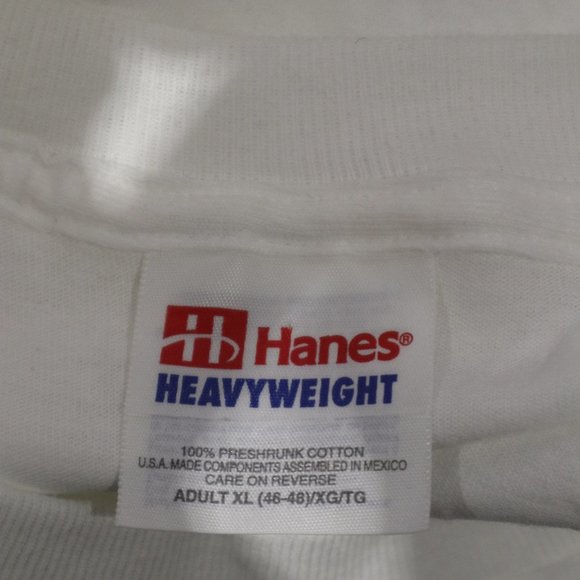 H Hanes®
HEAVYWEIGHT
100% PRESHRUNK COTTON
U.S.A. MADE COMPONENTS ASSEMBLED IN MEXICO
CARE ON REVERSE
ADULT XL (46-48)/XG/TG